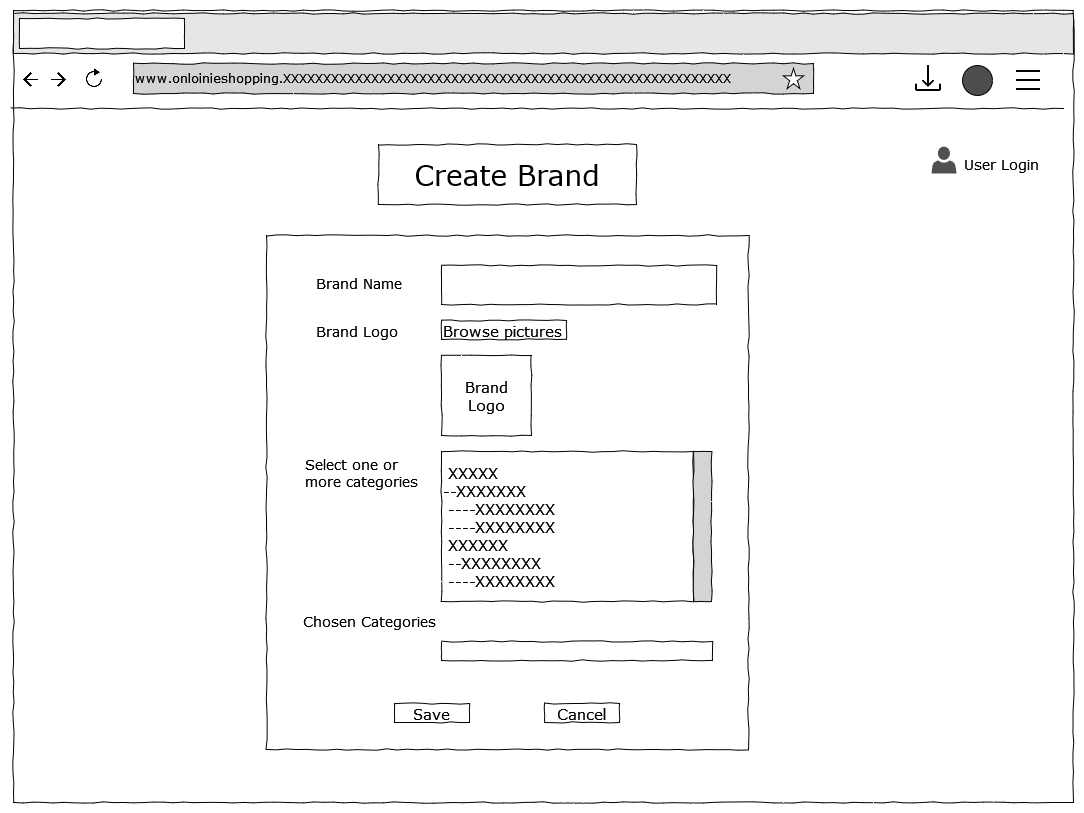 www.onloinieshopping.XXXXXXXXXXXXXXXXXXXXXXXXXXXXXXXXXXXXXXXXXXXXXXXXXXXXXXXX
Create Brand
User Login
Brand Name
Brand Logo
Browse pictures
Brand
Logo
Select one or
more categories
XXXXX
--XXXXXXX
----XXXXXXXX
----XXXXXXXX
XXXXXX
--XXXXXXXX
----XXXXXXXX
Chosen Categories
Save
Cancel